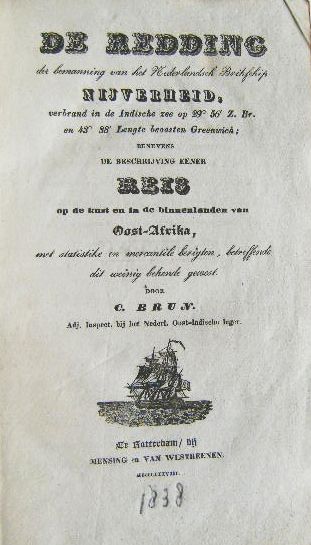 DE REDDING
der bemanning van het Nederlandsch Brikschip
NIJVERHEID,
verbrand in de Indische zee op 29° 56' Z. Br.
en 43° 38' Lengte beoosten Greenwich;
BENEVENS
DE BESCHRIJVING EENER
REIS
op de kust en in de binnenlanden van
Oost-Afrika,
met statistike en mercantile berigten, betreffende
dit weinig bekende gewest.
DOOR
C. BRUN.
Adj. Inspect. bij het Nederl. Oost-Indische leger.
Te Rotterdam, bij
MENSING en VAN WESTREENEN.
MDCCCXXXVIII.
1838